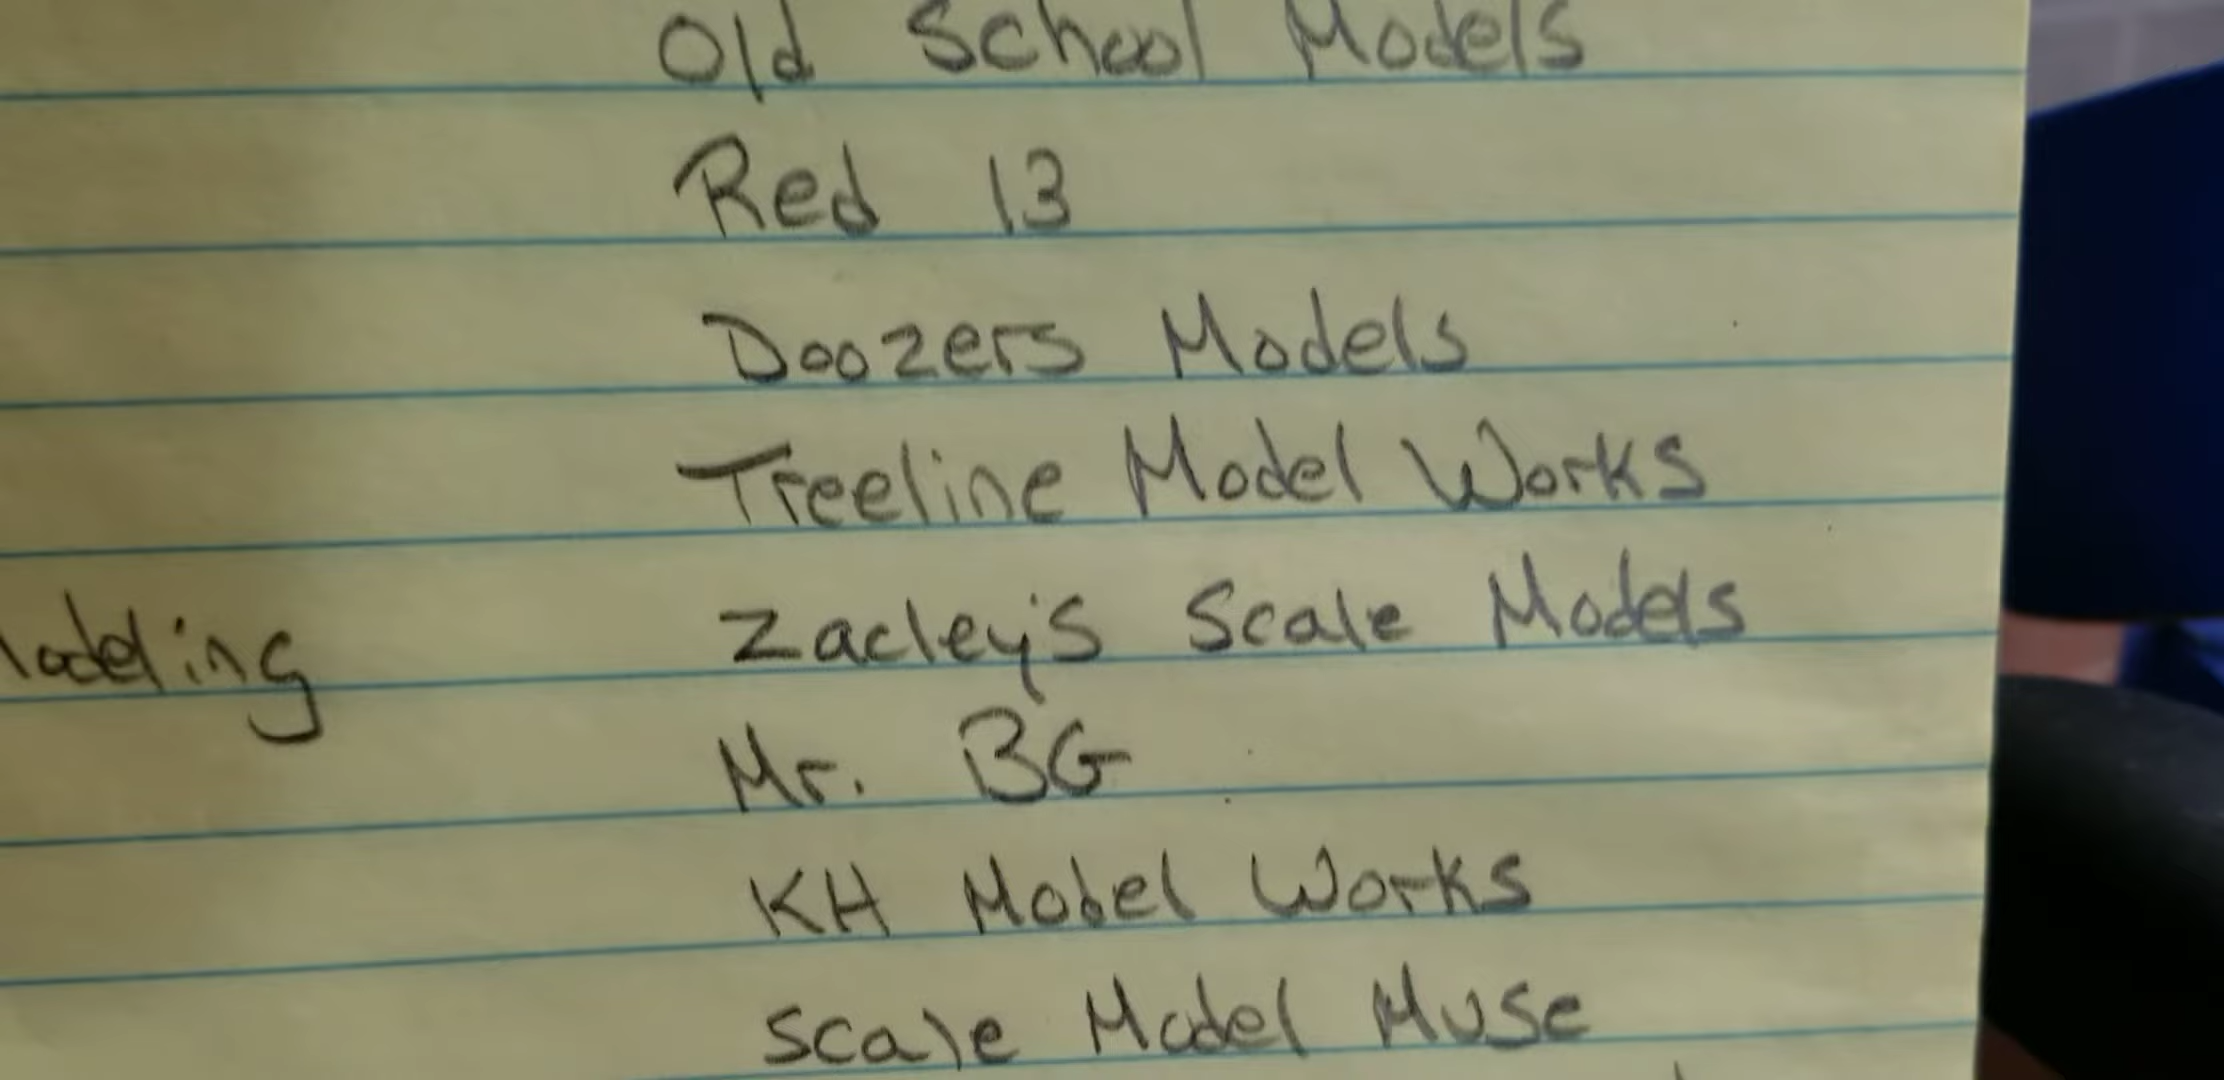 Old School Models
Red 13
Doozers Models
Treeline Model Works
Zacley's Scale Models
Mr. BG
KH Model Works
Scale Model Muse